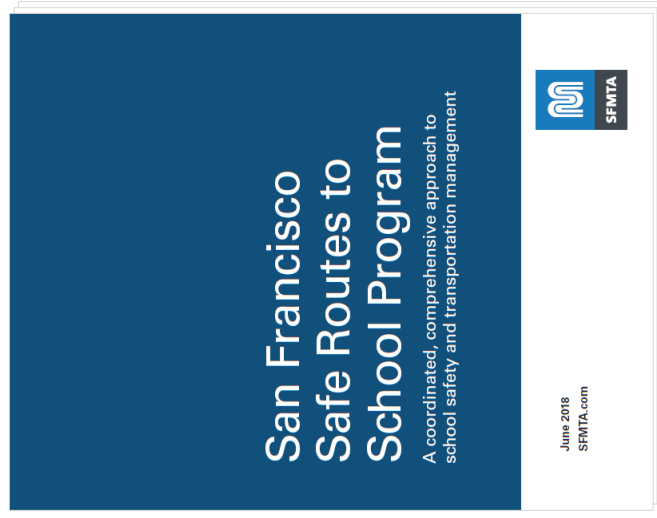 San Francisco
Safe Routes to
School Program
A coordinated, comprehensive approach to
school safety and transportation management
SFMTA
June 2018
SFMTA.com